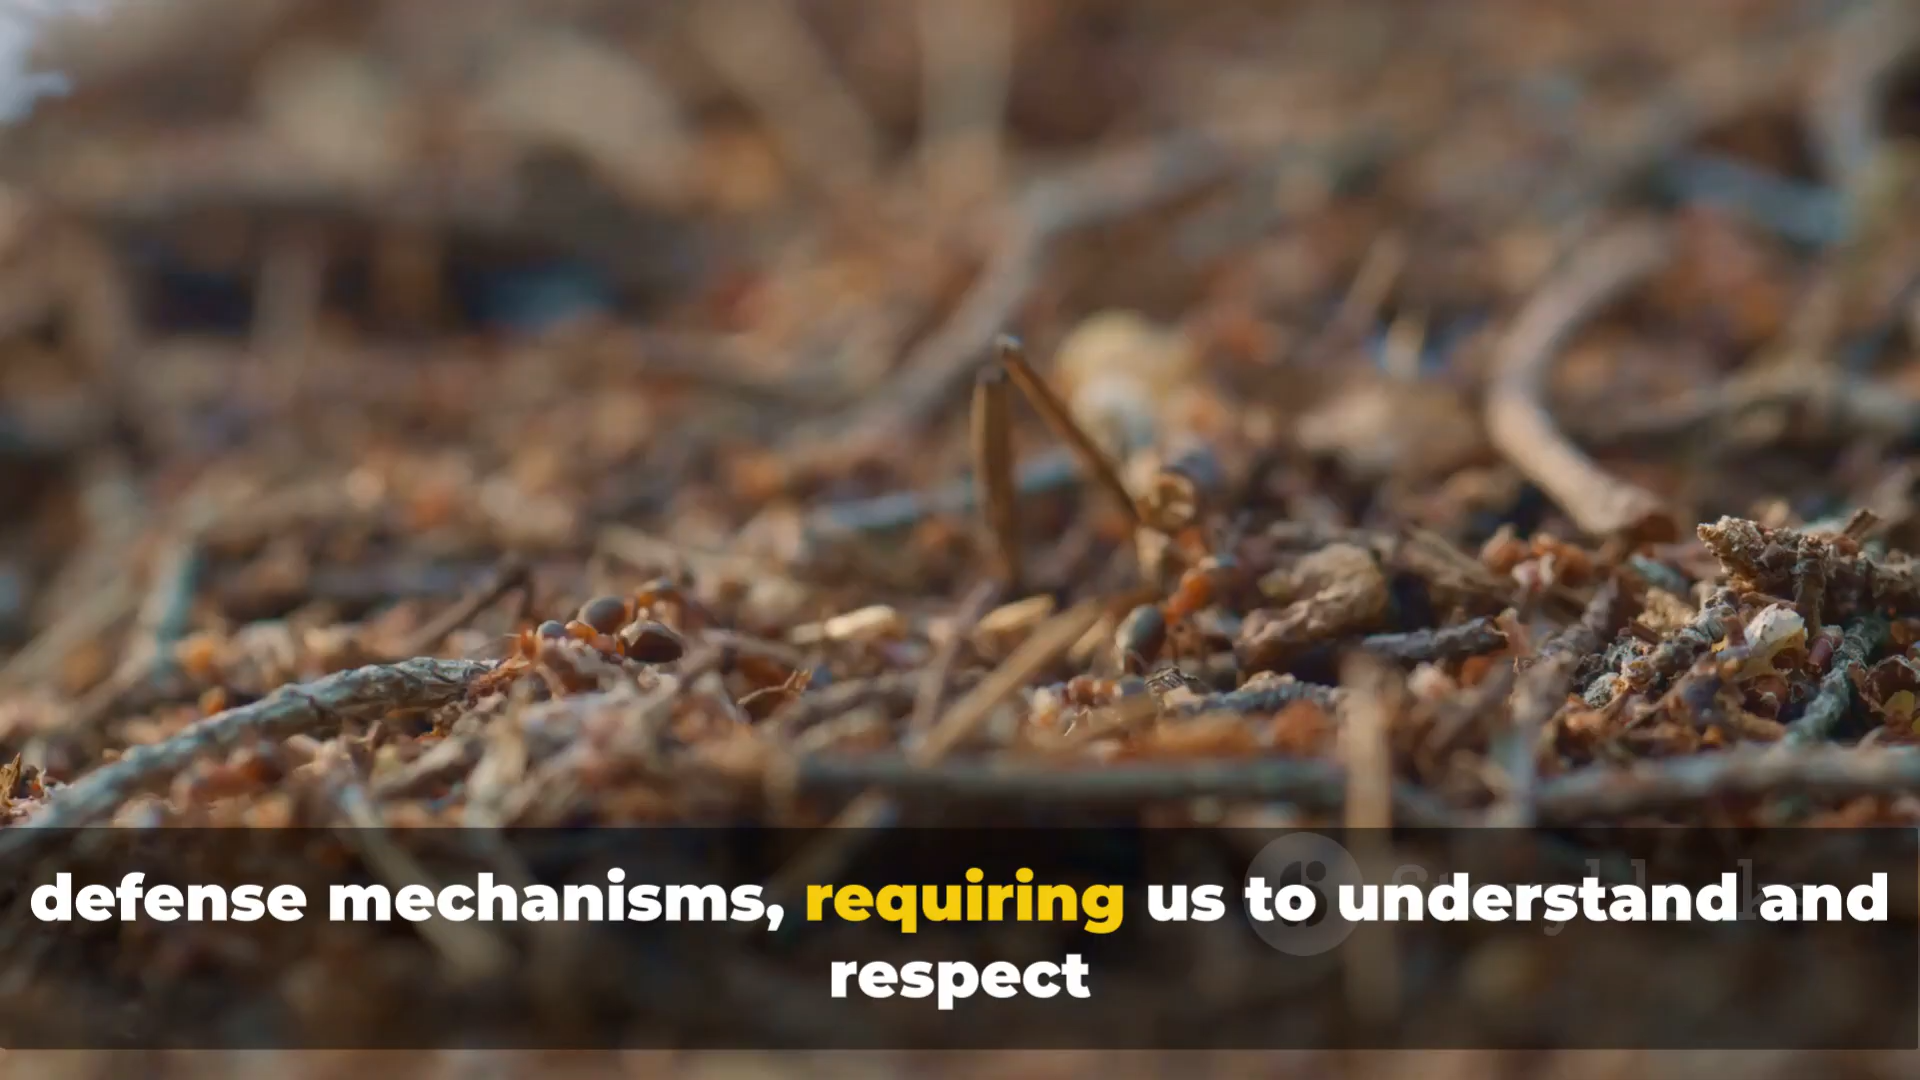 defense mechanisms, requiring us to understand and
respect